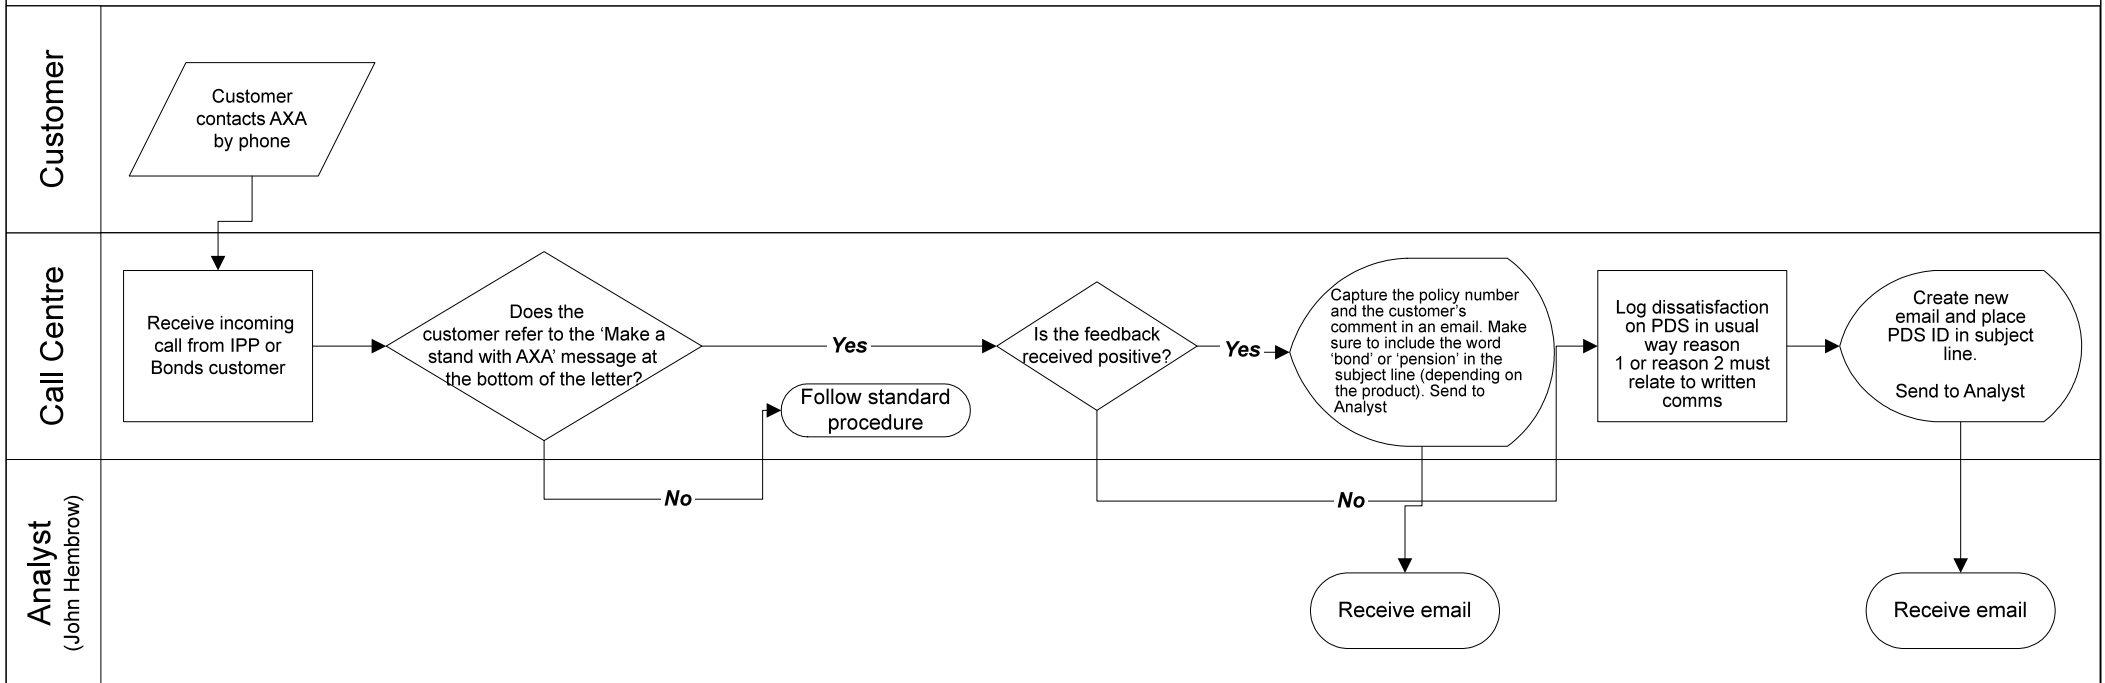 Customer
Customer
contacts AXA
by phone
Call Centre
Receive incoming
call from IPP or
Bonds customer
Does the
customer refer to the ‘Make a
stand with AXA’ message at
the bottom of the letter?
Yes
No
Follow standard
procedure
Is the feedback
received positive?
Yes
No
Capture the policy number
and the customer’s
comment in an email. Make
sure to include the word
‘bond’ or ‘pension’ in the
subject line (depending on
the product). Send to
Analyst
Log dissatisfaction
on PDS in usual
way reason
1 or reason 2 must
relate to written
comms
Create new
email and place
PDS ID in subject
line.
Send to Analyst
Analyst
(John Hembrow)
Receive email
Receive email